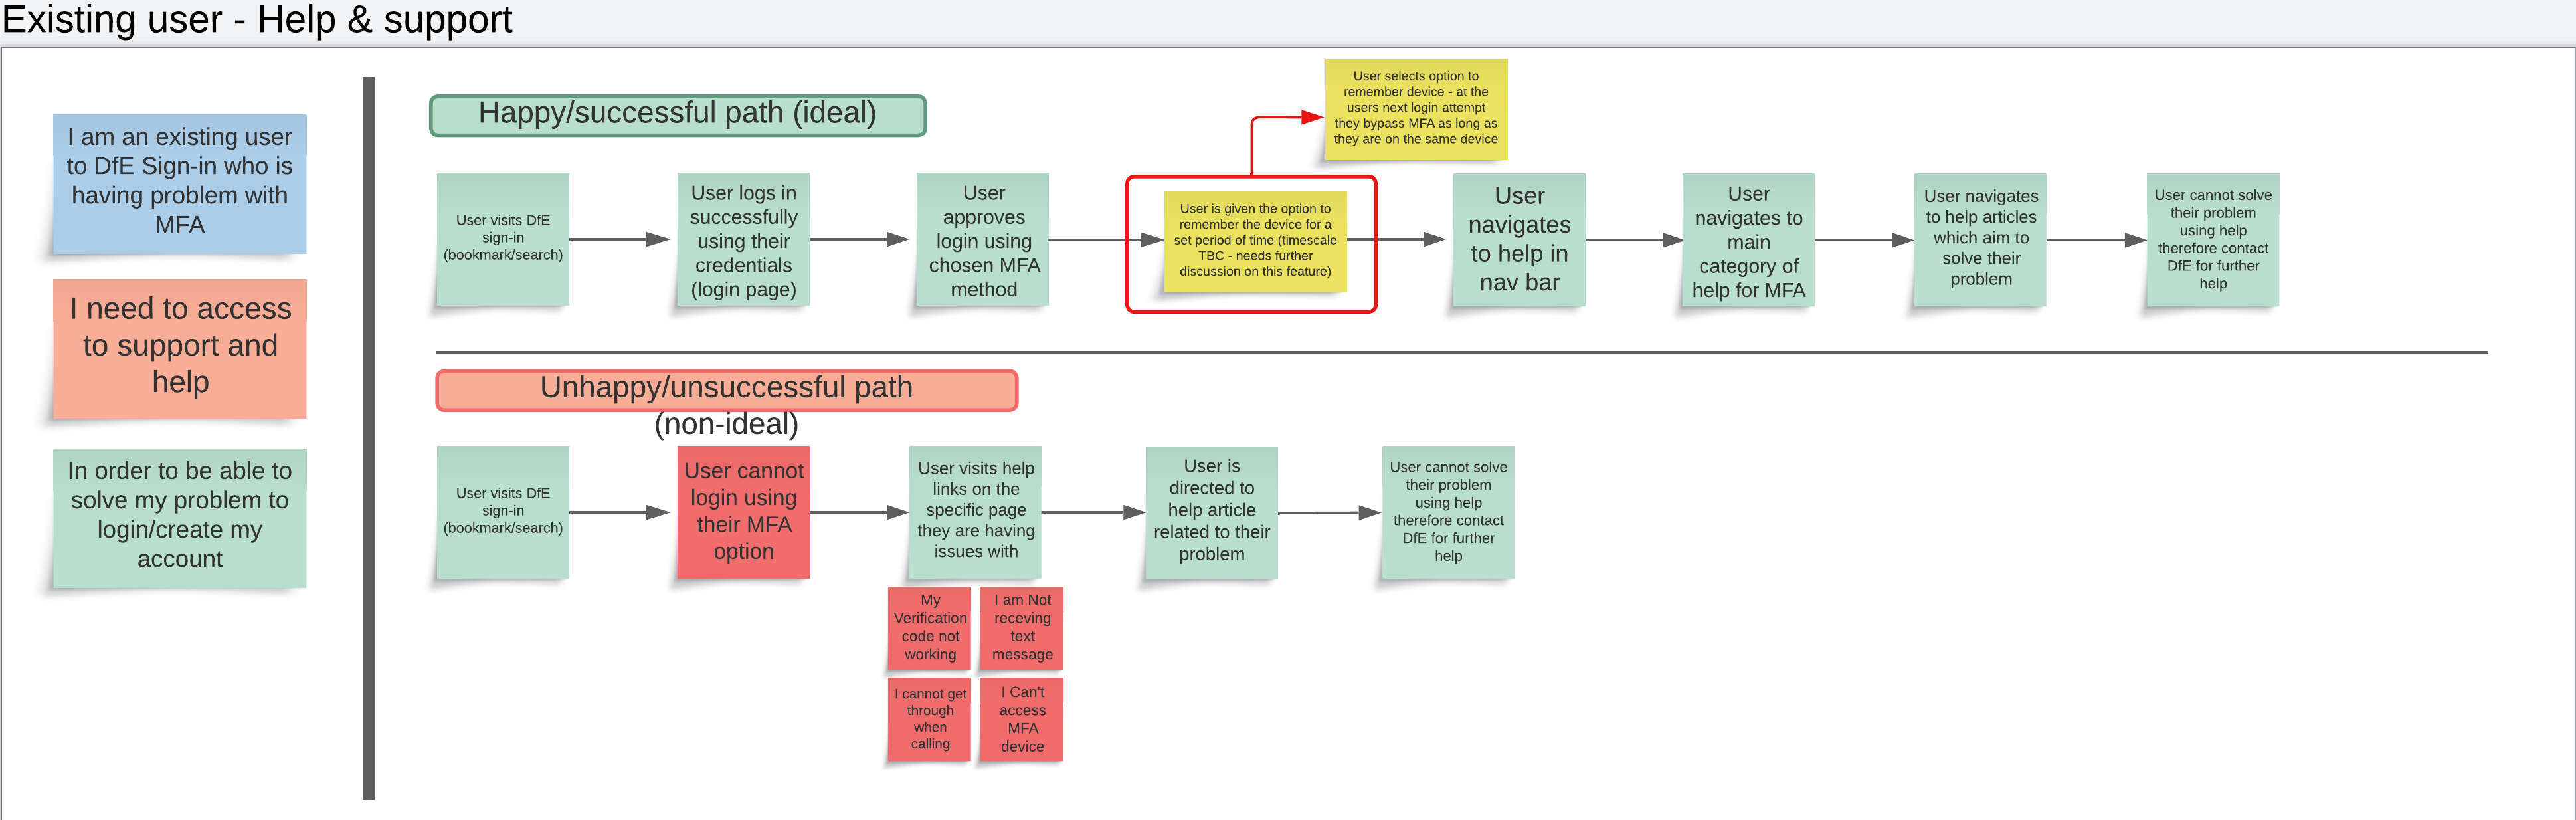 Existing user - Help & support
I am an existing user
to DfE Sign-in who is
having problem with
MFA
I need to access
to support and
help
In order to be able to
solve my problem to
login/create my
account
Happy/successful path (ideal)
User selects option to
remember device - at the
users next login attempt
they bypass MFA as long as
they are on the same device
User visits DfE
sign-in
(bookmark/search)
User logs in
successfully
using their
credentials
(login page)
User
approves
login using
chosen MFA
method
User is given the option to
remember the device for a
set period of time (timescale
TBC - needs further
discussion on this feature)
User
navigates
to help in
nav bar
User
navigates to
main
category of
help for MFA
User navigates
to help articles
which aim to
solve their
problem
User cannot solve
their problem
using help
therefore contact
DfE for further
help
Unhappy/unsuccessful path
(non-ideal)
User visits DfE
sign-in
(bookmark/search)
User cannot
login using
their MFA
option
User visits help
links on the
specific page
they are having
issues with
User is
directed to
help article
related to their
problem
User cannot solve
their problem
using help
therefore contact
DfE for further
help
My
Verification
code not
working
I am Not
receving
text
message
I cannot get
through
when
calling
I Can't
access
MFA
device